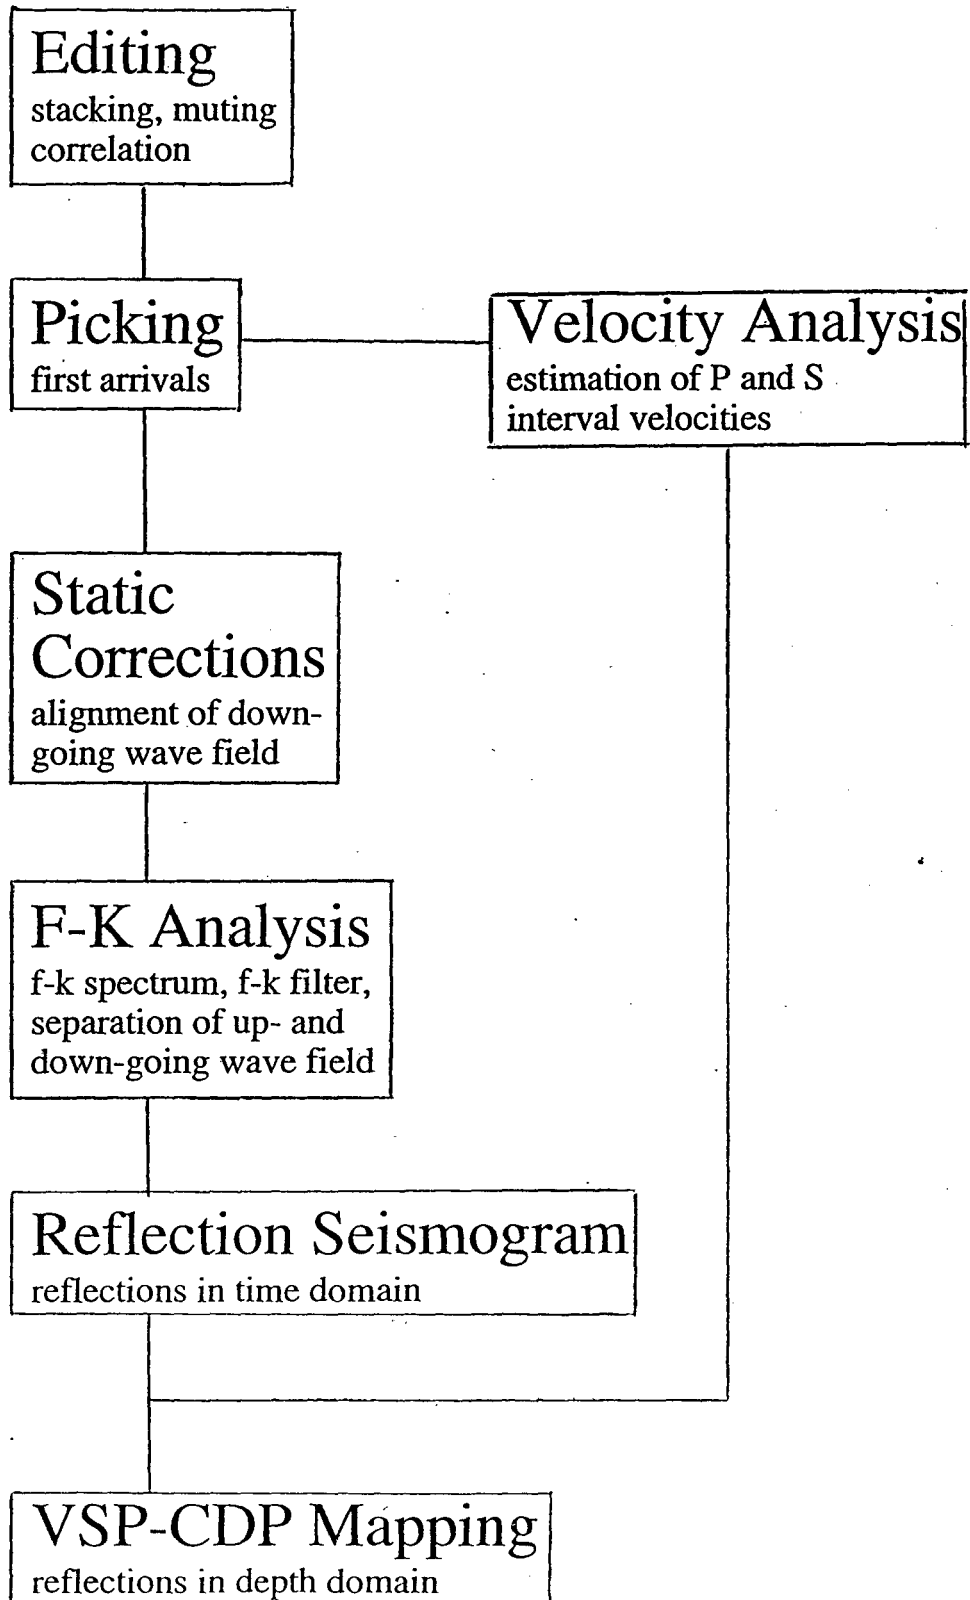 Editing
stacking, muting
correlation
Picking
first arrivals
Velocity Analysis
estimation of P and S
interval velocities
Static
Corrections
alignment of down-
going wave field
F-K Analysis
f-k spectrum, f-k filter,
separation of up- and
down-going wave field
Reflection Seismogram
reflections in time domain
VSP-CDP Mapping
reflections in depth domain